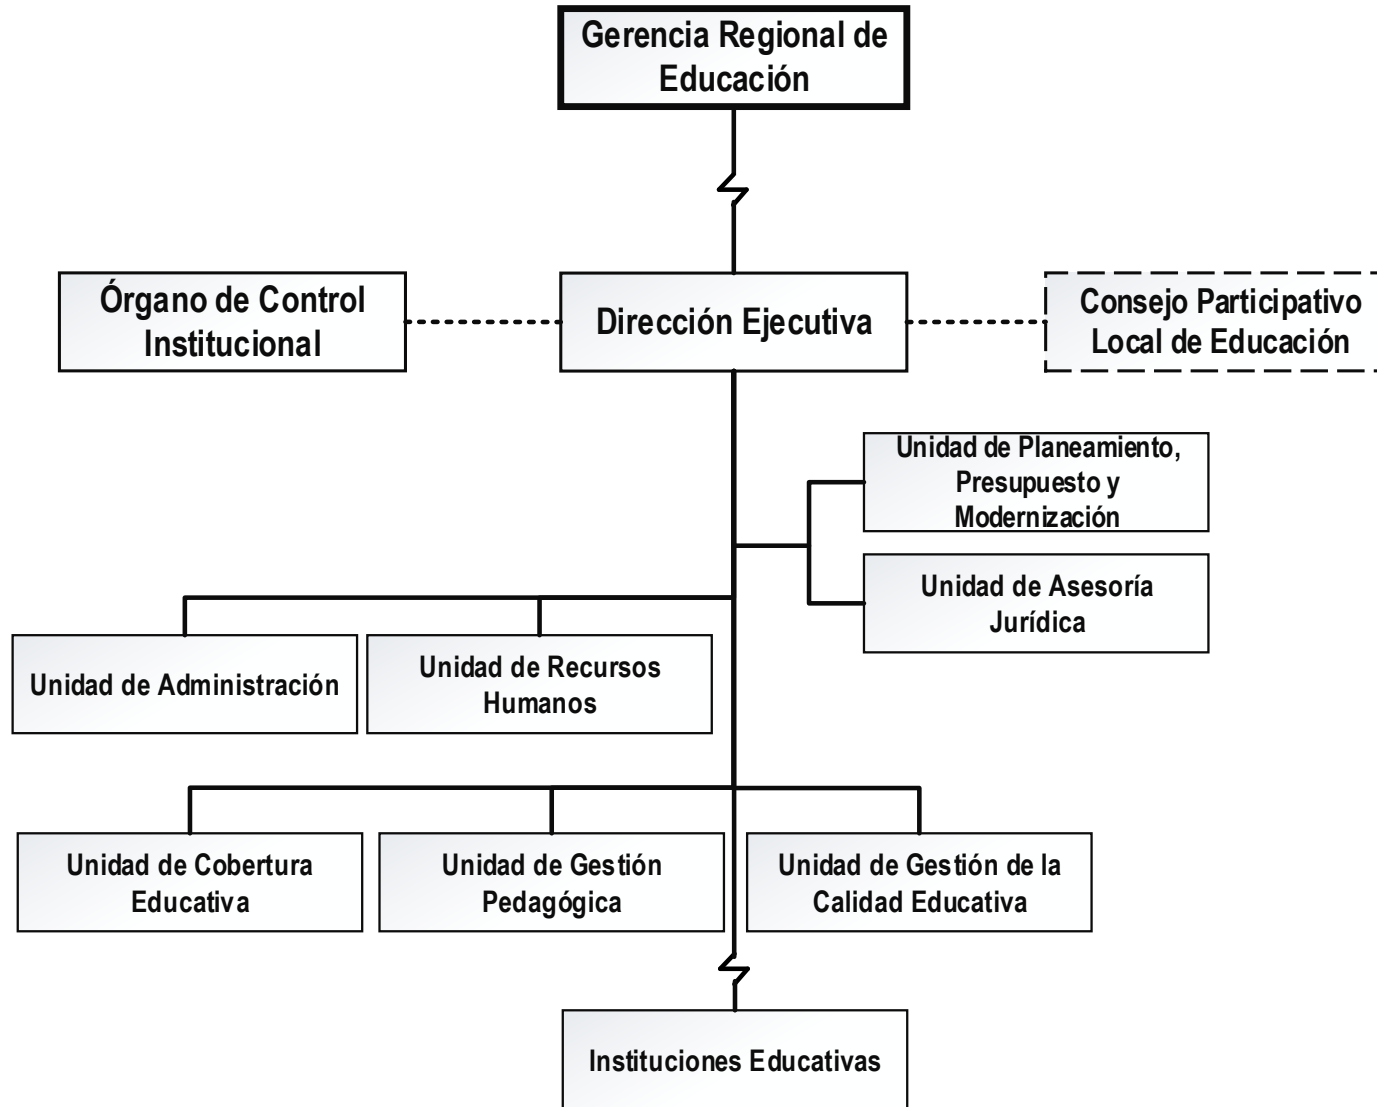 Gerencia Regional de
Educación
Órgano de Control
Institucional
Dirección Ejecutiva
Consejo Participativo
Local de Educación
Unidad de Planeamiento,
Presupuesto y
Modernización
Unidad de Asesoría
Jurídica
Unidad de Administración
Unidad de Recursos
Humanos
Unidad de Cobertura
Educativa
Unidad de Gestión
Pedagógica
Unidad de Gestión de la
Calidad Educativa
Instituciones Educativas